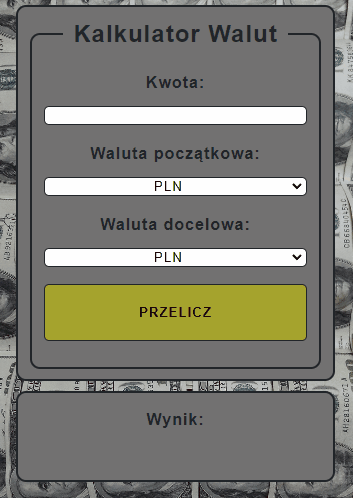 Kalkulator Walut
Kwota:
Waluta początkowa:
PLN
Waluta docelowa:
PLN
PRZELICZ
Wynik: